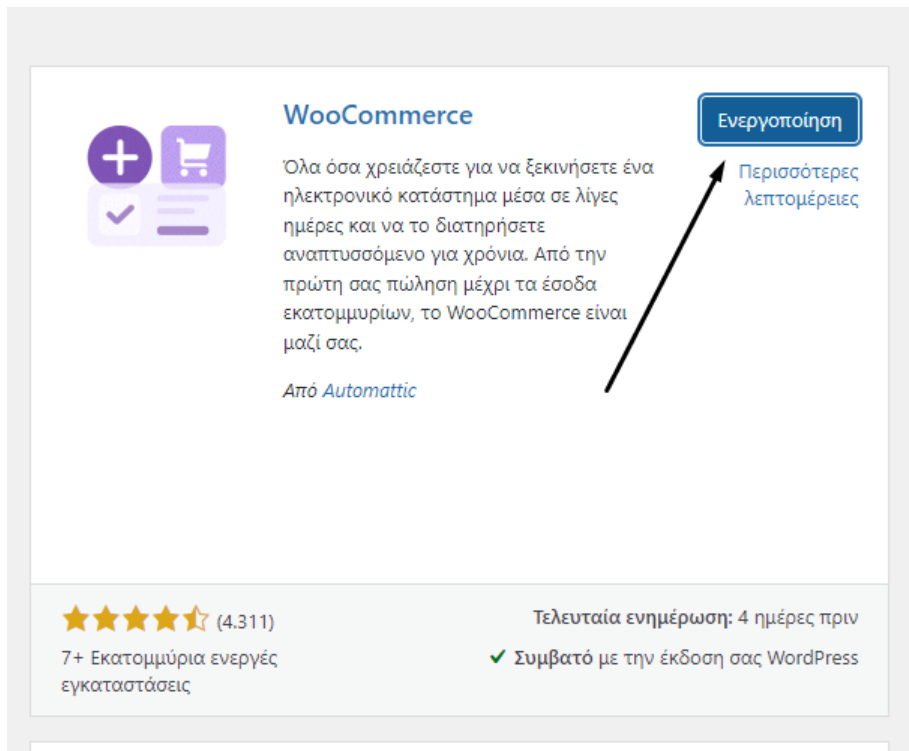 WooCommerce
Ενεργοποίηση
Περισσότερες
λεπτομέρειες
Όλα όσα χρειάζεστε για να ξεκινήσετε ένα
ηλεκτρονικό κατάστημα μέσα σε λίγες
ημέρες και να το διατηρήσετε
αναπτυσσόμενο για χρόνια. Από την
πρώτη σας πώληση μέχρι τα έσοδα
εκατομμυρίων, το WooCommerce είναι
μαζί σας.
Από Automattic
(4.311)
7+ Εκατομμύρια ενεργές
εγκαταστάσεις
Τελευταία ενημέρωση: 4 ημέρες πριν
Συμβατό με την έκδοση σας WordPress